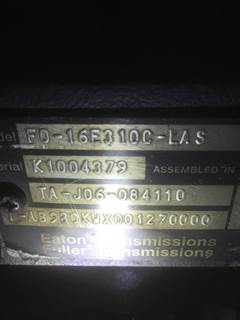 del FO-16E310C-LAS
erial K1004379 ASSEMBLED IN
TA-J06-084110
Eaton Transmissions
Fuller Transmissions